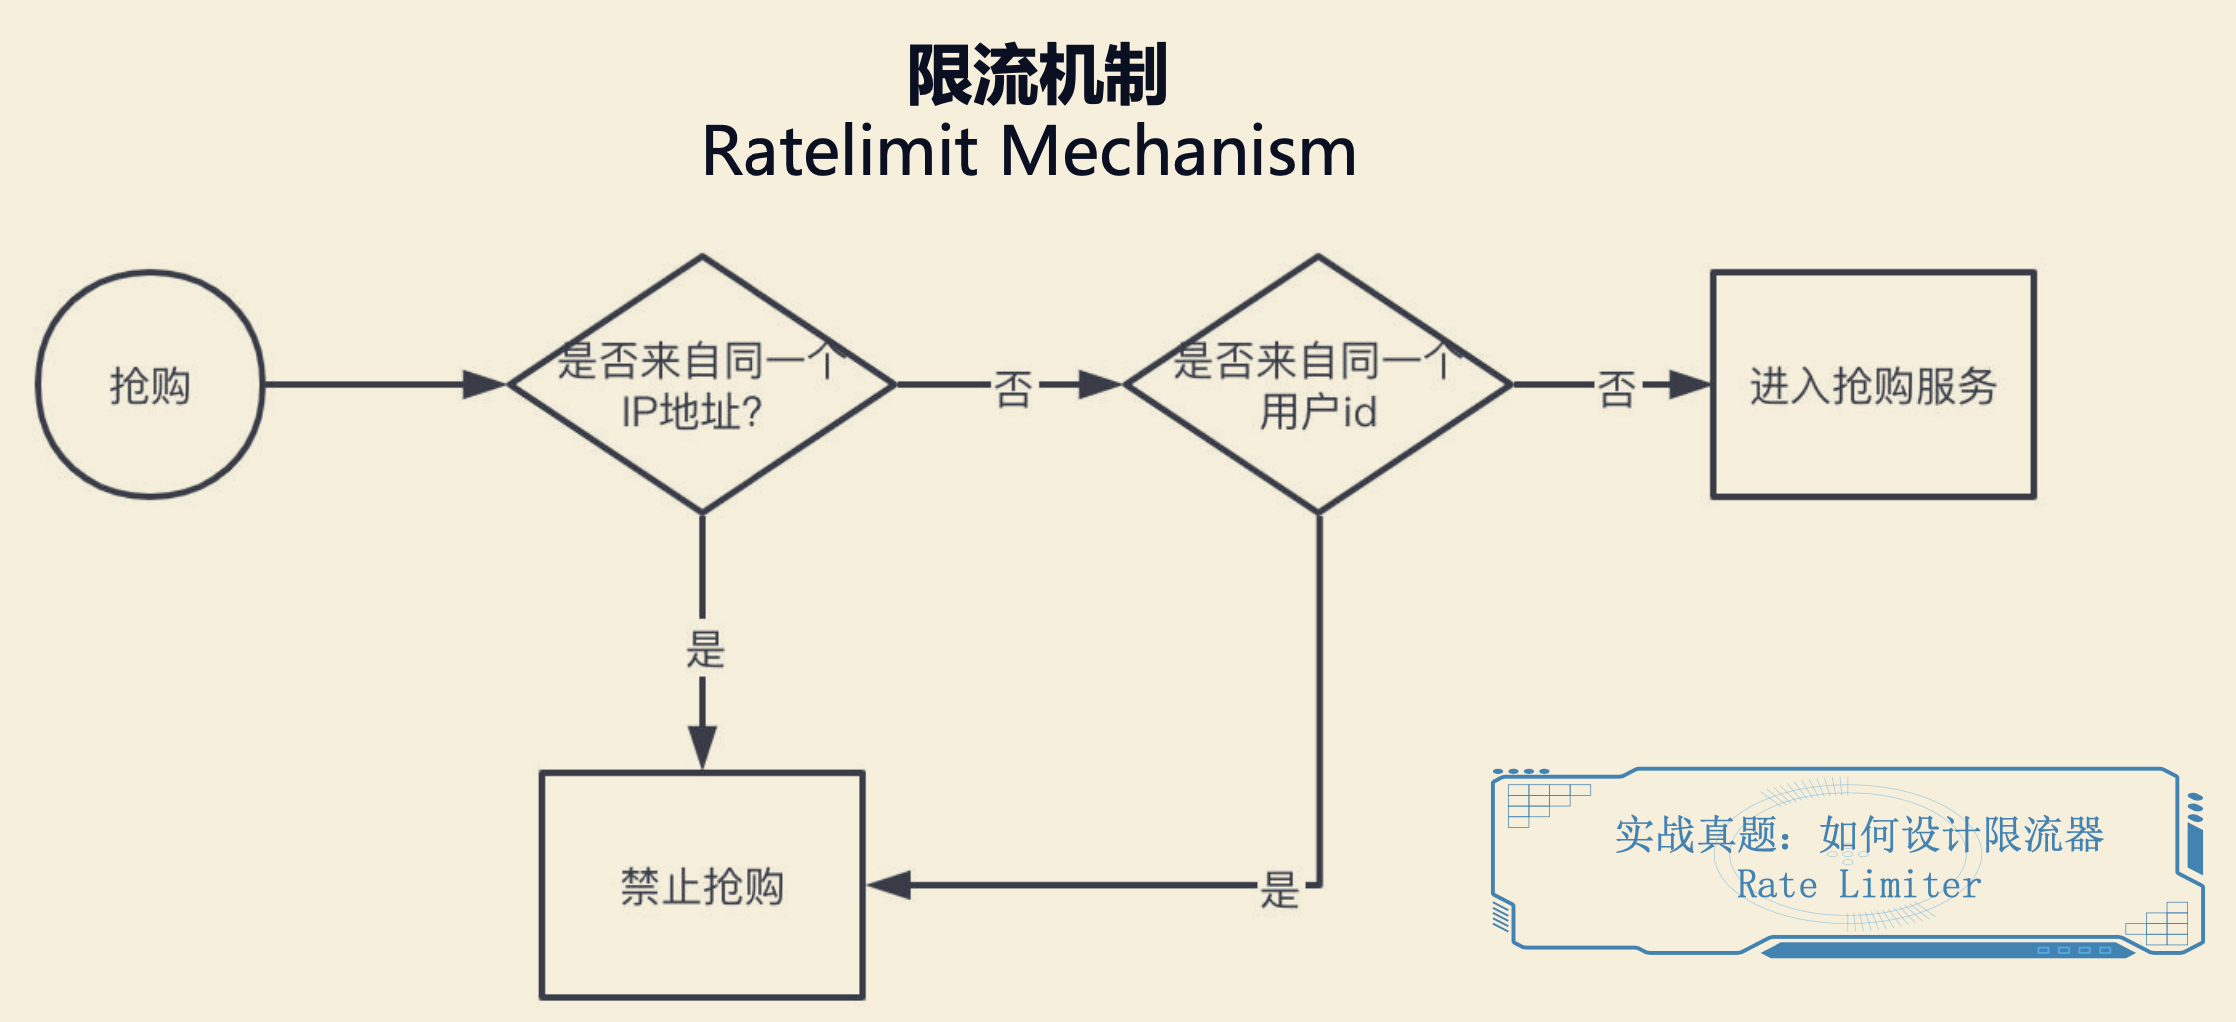 限流机制
Ratelimit Mechanism
抢购
是否来自同一个
IP地址?
否
是否来自同一个
用户id
否
进入抢购服务
是
禁止抢购
是
实战真题：如何设计限流器
Rate Limiter